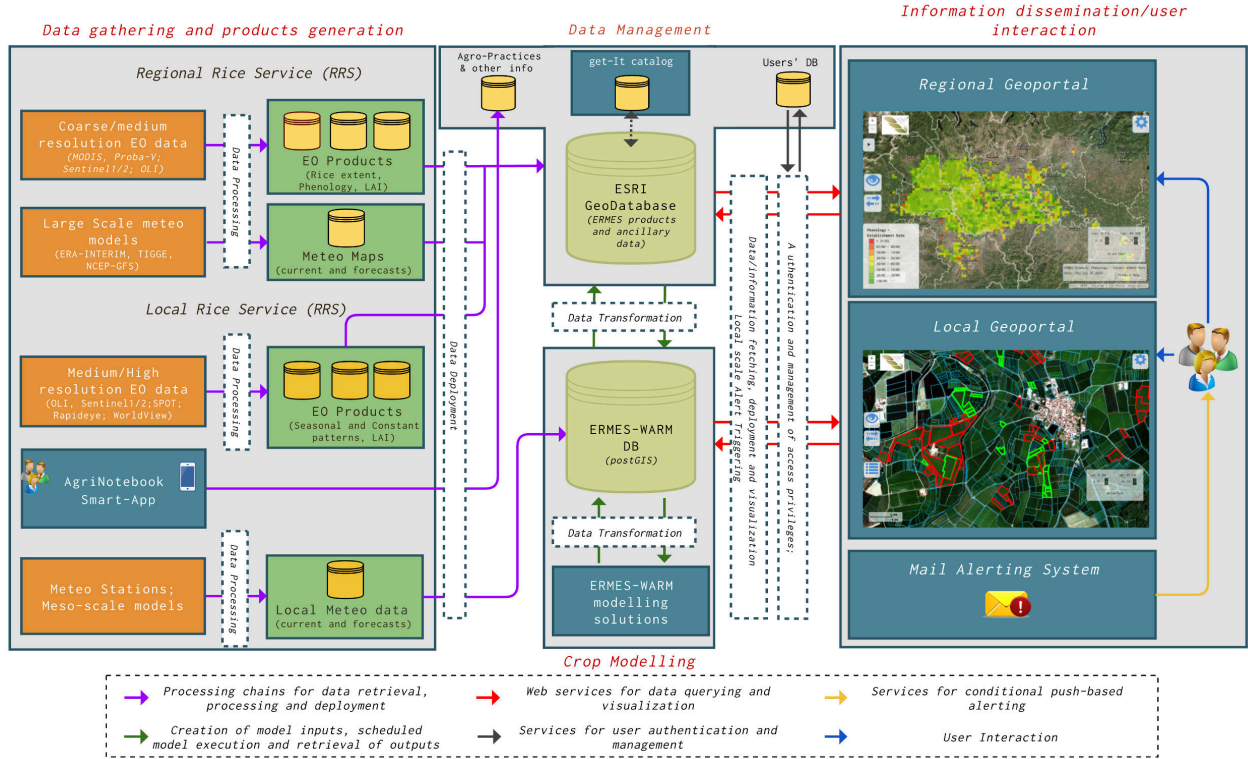 Data gathering and products generation
Data Management
Information dissemination/user
interaction
Regional Rice Service (RRS)
Coarse/medium
resolution EO data
(MODIS, Proba-V;
Sentinel1/2; OLI)
Data Processing
EO Products
(Rice extent,
Phenology, LAI)
Large Scale meteo
models
(ERA-INTERIM, TIGGE,
NCEP-GFS)
Meteo Maps
(current and forecasts)
Local Rice Service (RRS)
Medium/High
resolution EO data
(OLI, Sentinel1/2;SPOT;
Rapideye; WorldView)
Data Processing
EO Products
(Seasonal and Constant
patterns, LAI)
AgriNotebook
Smart-App
Meteo Stations;
Meso-scale models
Data Processing
Local Meteo data
(current and forecasts)
Data Deployment
Agro-Practices
& other info
get-It catalog
Users' DB
ESRI
GeoDatabase
(ERMES products
and ancillary
data)
Data Transformation
ERMES-WARM
DB
(postGIS)
Data Transformation
ERMES-WARM
modelling
solutions
Crop Modelling
Data/information fetching, deployment and visualization
Local scale Alert Triggering
Authentication and management of access privileges;
Regional Geoportal
Phenology -
Establishment Date
Local Geoportal
Mail Alerting System
Processing chains for data retrieval,
processing and deployment
Web services for data querying and
visualization
Services for conditional push-based
alerting
Creation of model inputs, scheduled
model execution and retrieval of outputs
Services for user authentication and
management
User Interaction